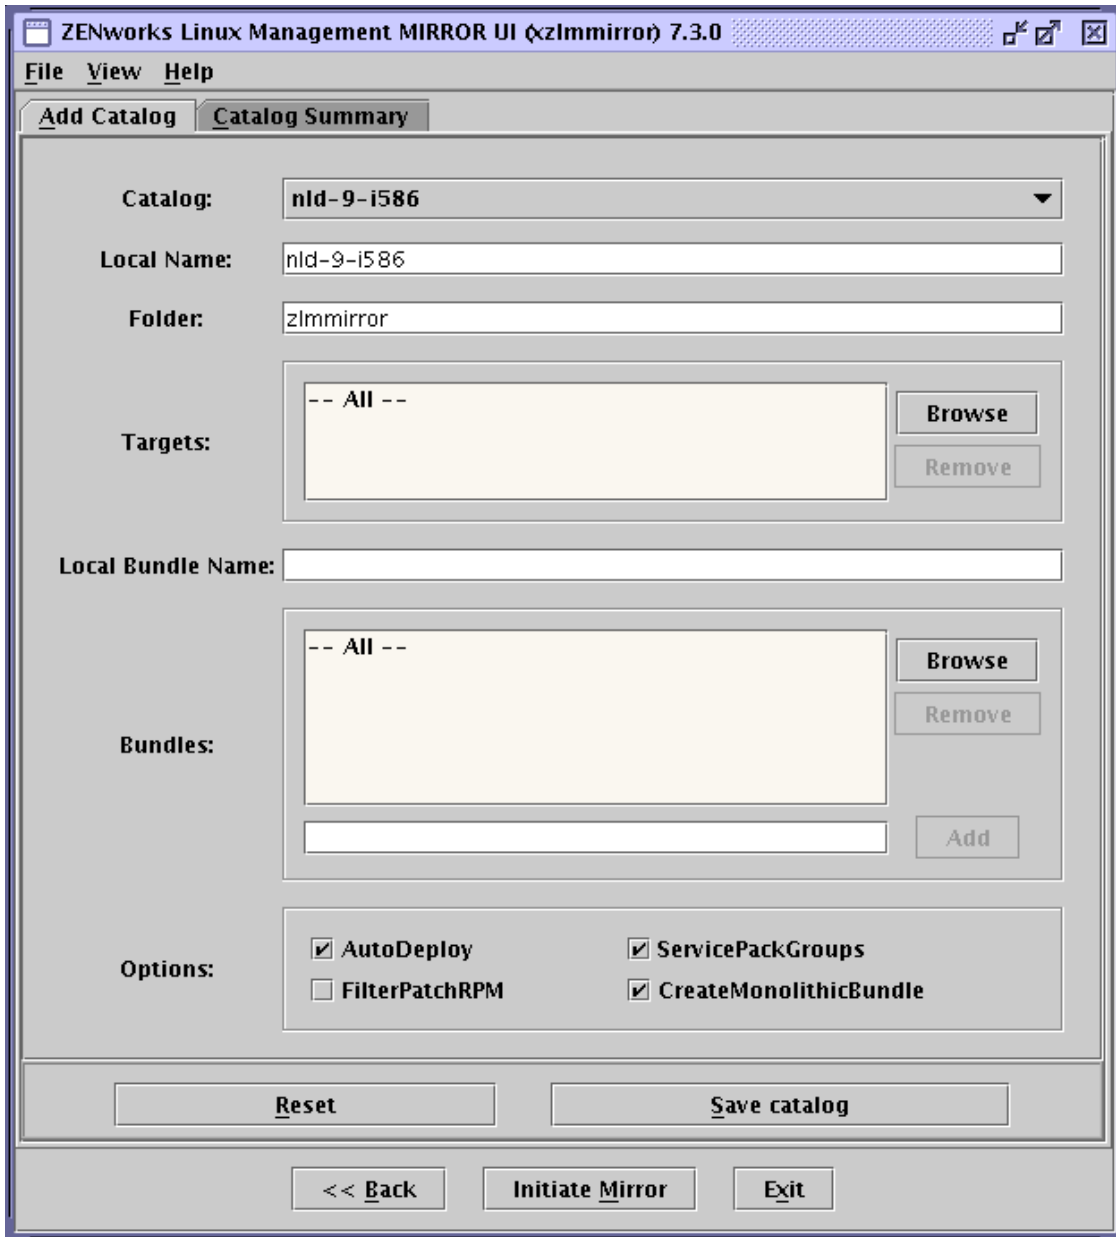 ZENworks Linux Management MIRROR UI (xzlmmirror) 7.3.0
File View Help
Add Catalog Catalog Summary
Catalog: nld-9-i586
Local Name: nld-9-i586
Folder: zlmmirror
Targets:
-- All --
Browse
Remove
Local Bundle Name:
Bundles:
-- All --
Browse
Remove
Add
Options:
AutoDeploy ServicePackGroups
FilterPatchRPM CreateMonolithicBundle
Reset Save catalog
<< Back Initiate Mirror Exit